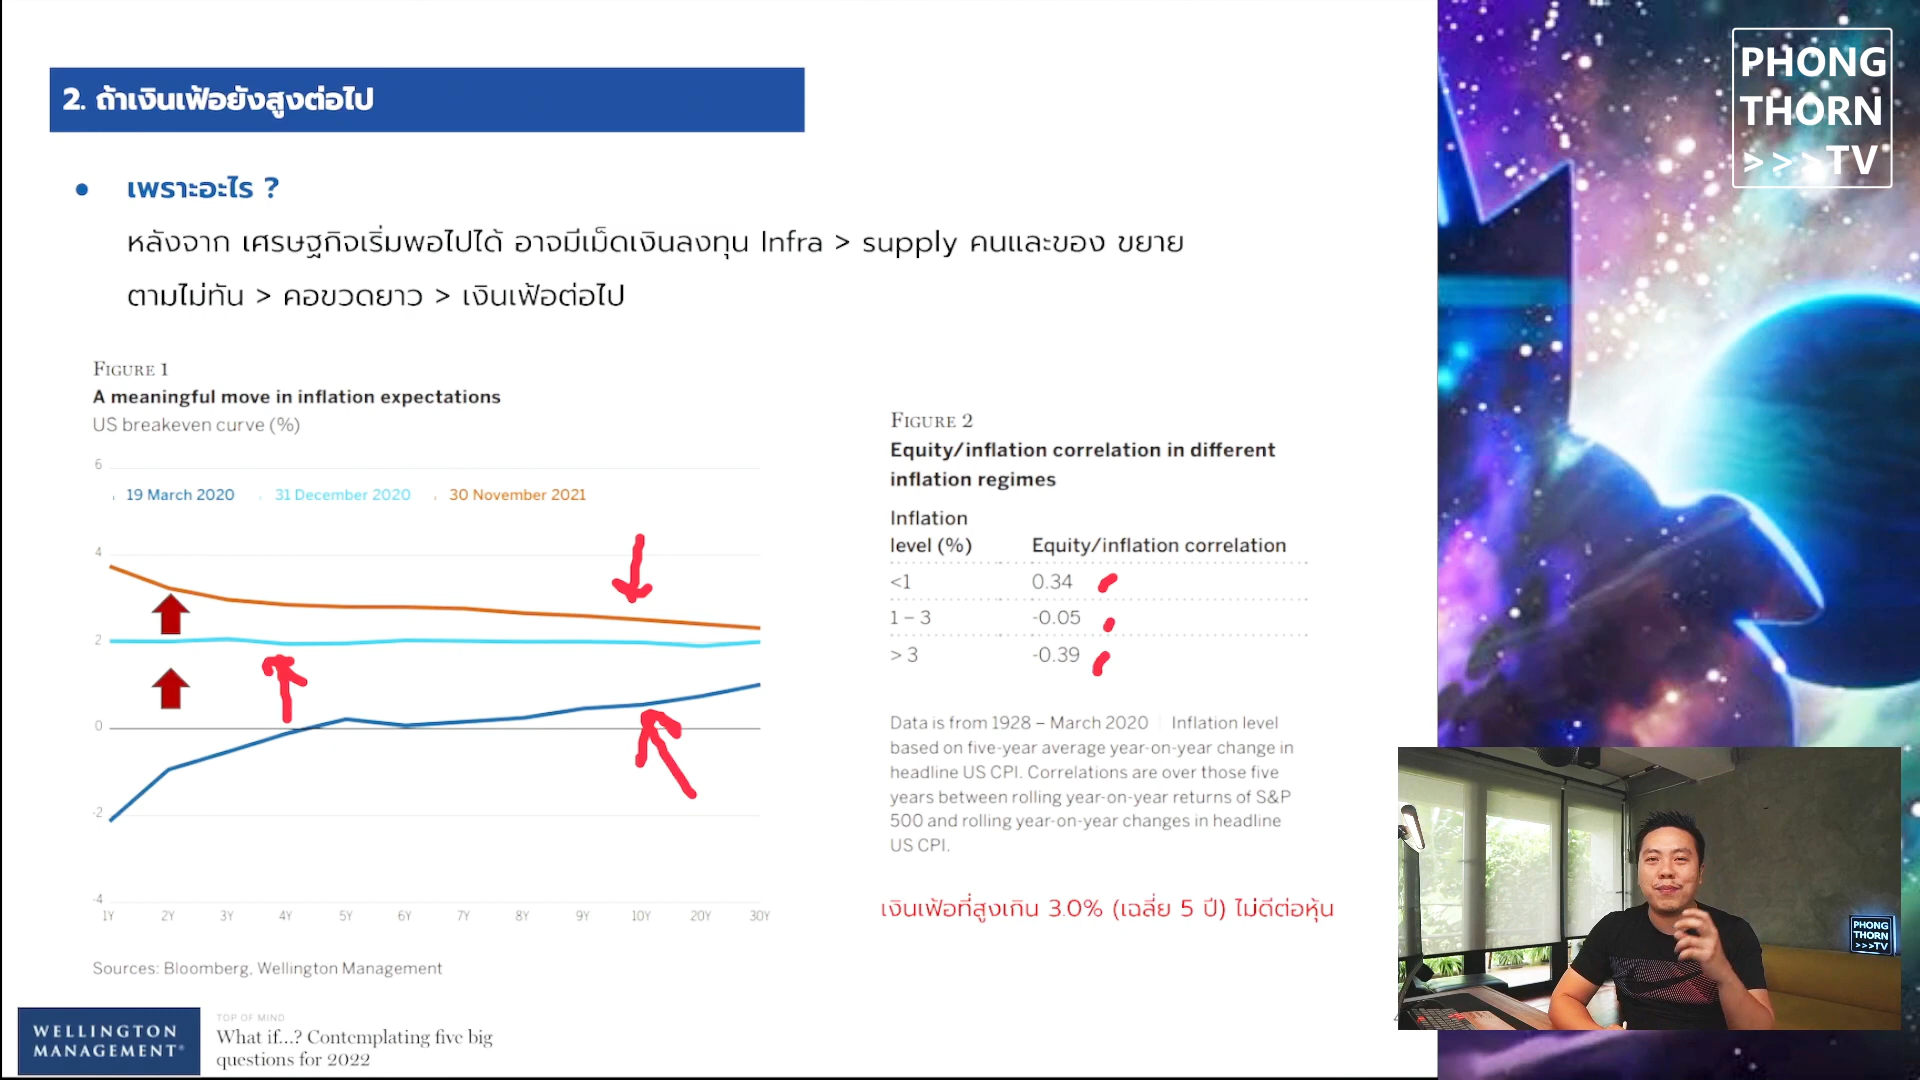 PHONG
THORN
>>>TV
2. ถ้าเงินเฟ้อยังสูงต่อไป
• เพราะอะไร ?
หลังจาก เศรษฐกิจเริ่มพอไปได้ อาจมีเม็ดเงินลงทุน Infra > supply คนและของ ขยาย
ตามไม่ทัน > คอขวดยาว > เงินเฟ้อต่อไป
FIGURE 1
A meaningful move in inflation expectations
US breakeven curve (%)
6
19 March 2020 31 December 2020 30 November 2021
4
2
0
-2
-4
1Y 2Y 3Y 4Y 5Y 6Y 7Y 8Y 9Y 10Y 20Y 30Y
Sources: Bloomberg, Wellington Management
FIGURE 2
Equity/inflation correlation in different
inflation regimes
Inflation
level (%) Equity/inflation correlation
<1 0.34
1 – 3 -0.05
> 3 -0.39
Data is from 1928 – March 2020 | Inflation level
based on five-year average year-on-year change in
headline US CPI. Correlations are over those five
years between rolling year-on-year returns of S&P
500 and rolling year-on-year changes in headline
US CPI.
เงินเฟ้อที่สูงเกิน 3.0% (เฉลี่ย 5 ปี) ไม่ดีต่อหุ้น
WELLINGTON
MANAGEMENT®
TOP OF MIND
What if...? Contemplating five big
questions for 2022
PHONG
THORN
>>>TV